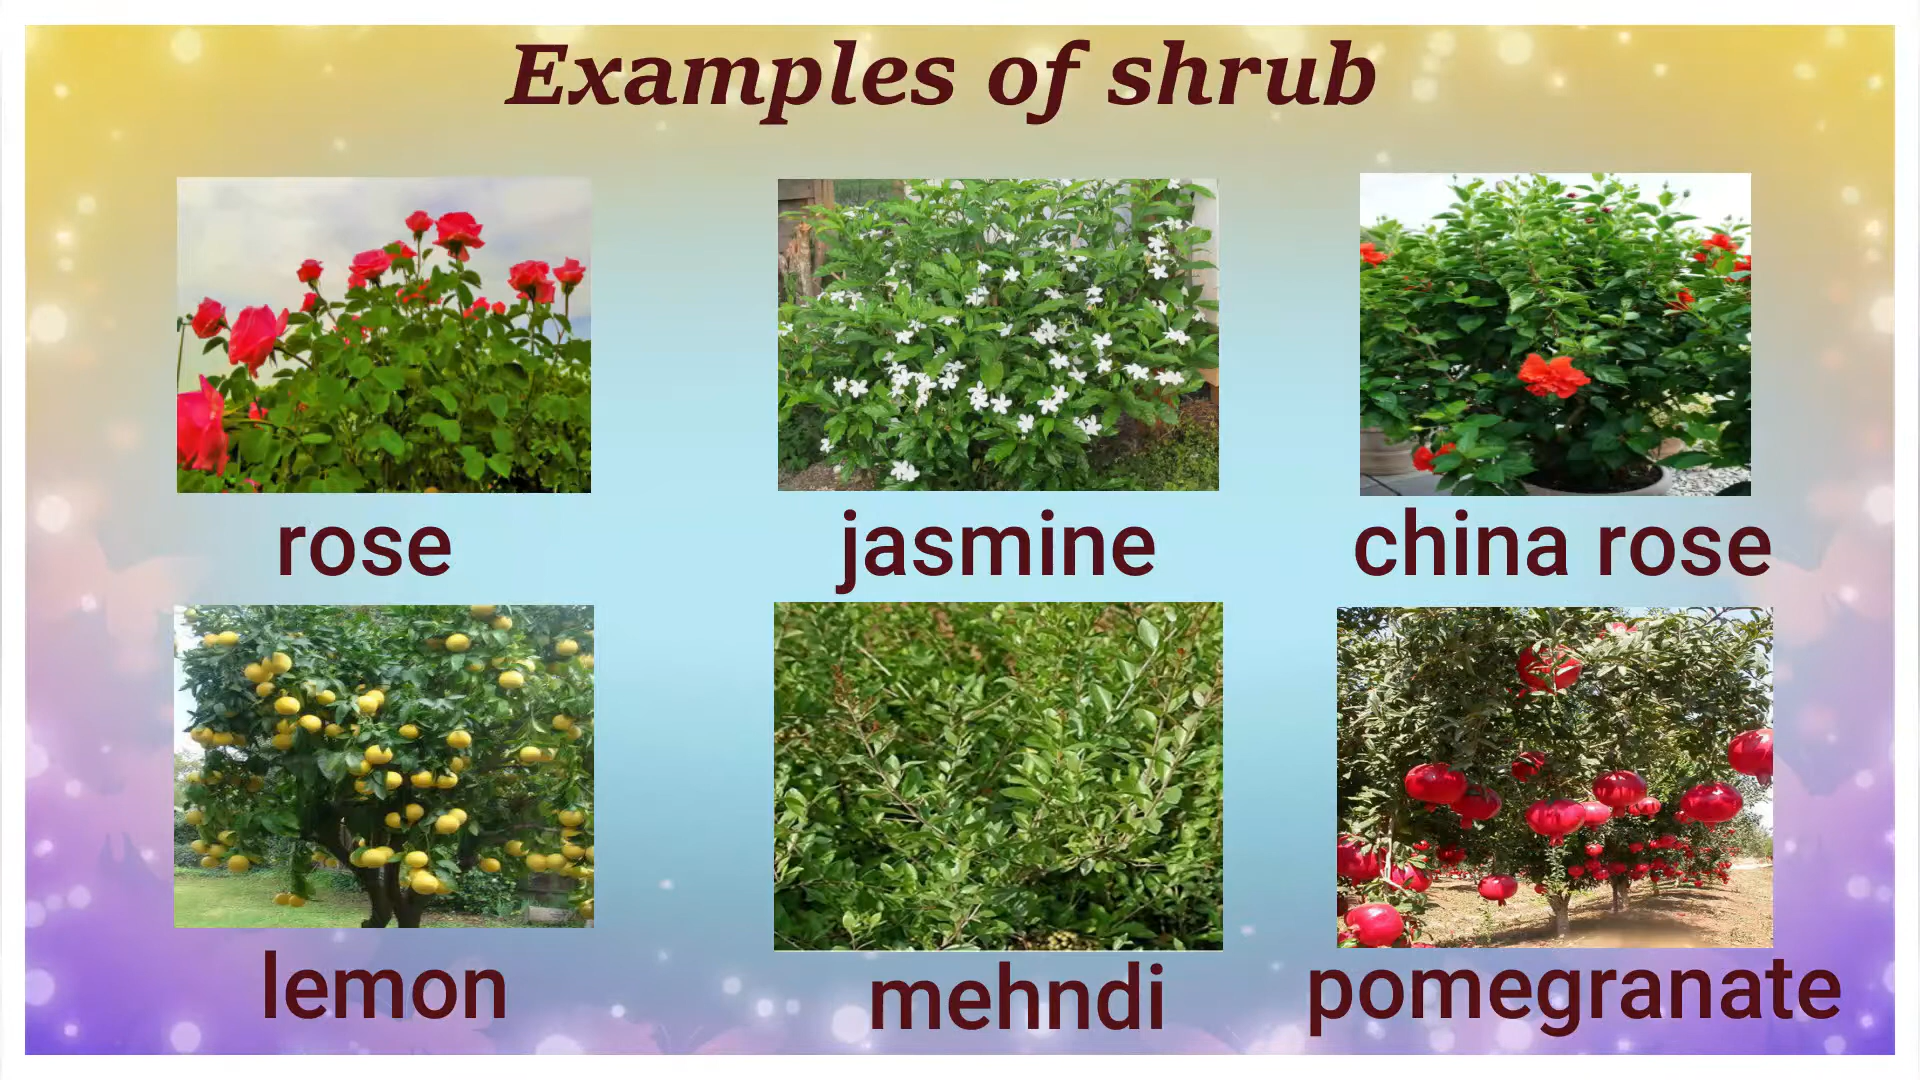 Examples of shrub
rose
jasmine
china rose
lemon
mehndi
pomegranate